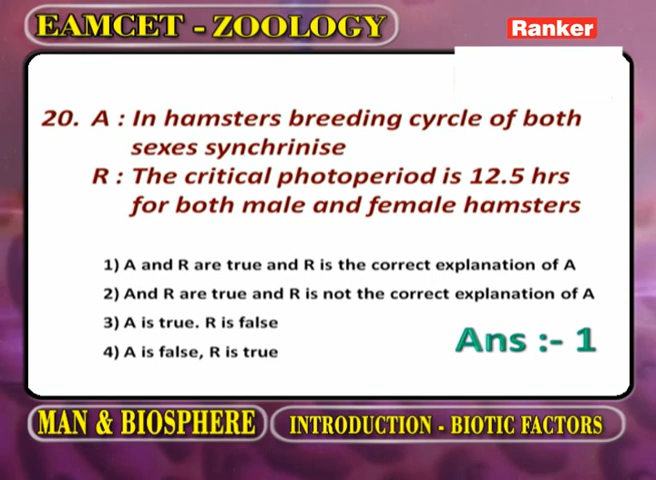 EAMCET - ZOOLOGY
Ranker
20. A : In hamsters breeding cyrcle of both
sexes synchrinise
R : The critical photoperiod is 12.5 hrs
for both male and female hamsters
1) A and R are true and R is the correct explanation of A
2) And R are true and R is not the correct explanation of A
3) A is true. R is false
4) A is false, R is true
Ans :- 1
MAN & BIOSPHERE
INTRODUCTION - BIOTIC FACTORS